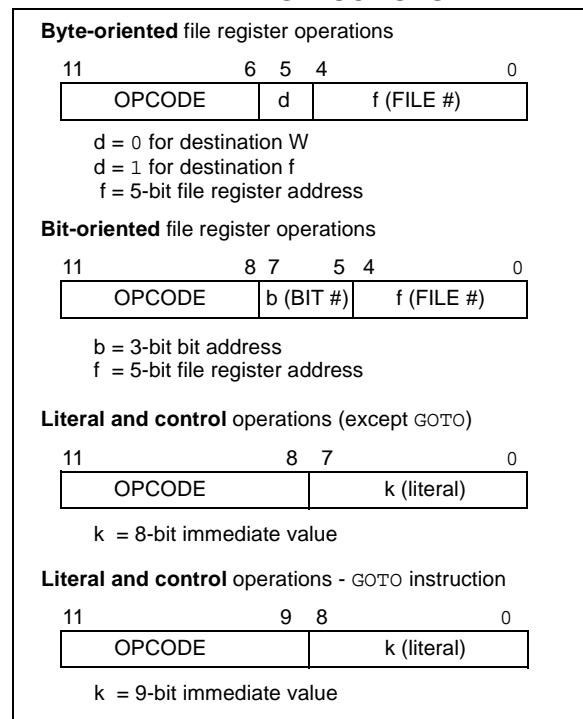 Byte-oriented file register operations
11 6 5 4 0
OPCODE d f (FILE #)
d = 0 for destination W
d = 1 for destination f
f = 5-bit file register address
Bit-oriented file register operations
11 8 7 5 4 0
OPCODE b (BIT #) f (FILE #)
b = 3-bit bit address
f = 5-bit file register address
Literal and control operations (except GOTO)
11 8 7 0
OPCODE k (literal)
k = 8-bit immediate value
Literal and control operations - GOTO instruction
11 9 8 0
OPCODE k (literal)
k = 9-bit immediate value